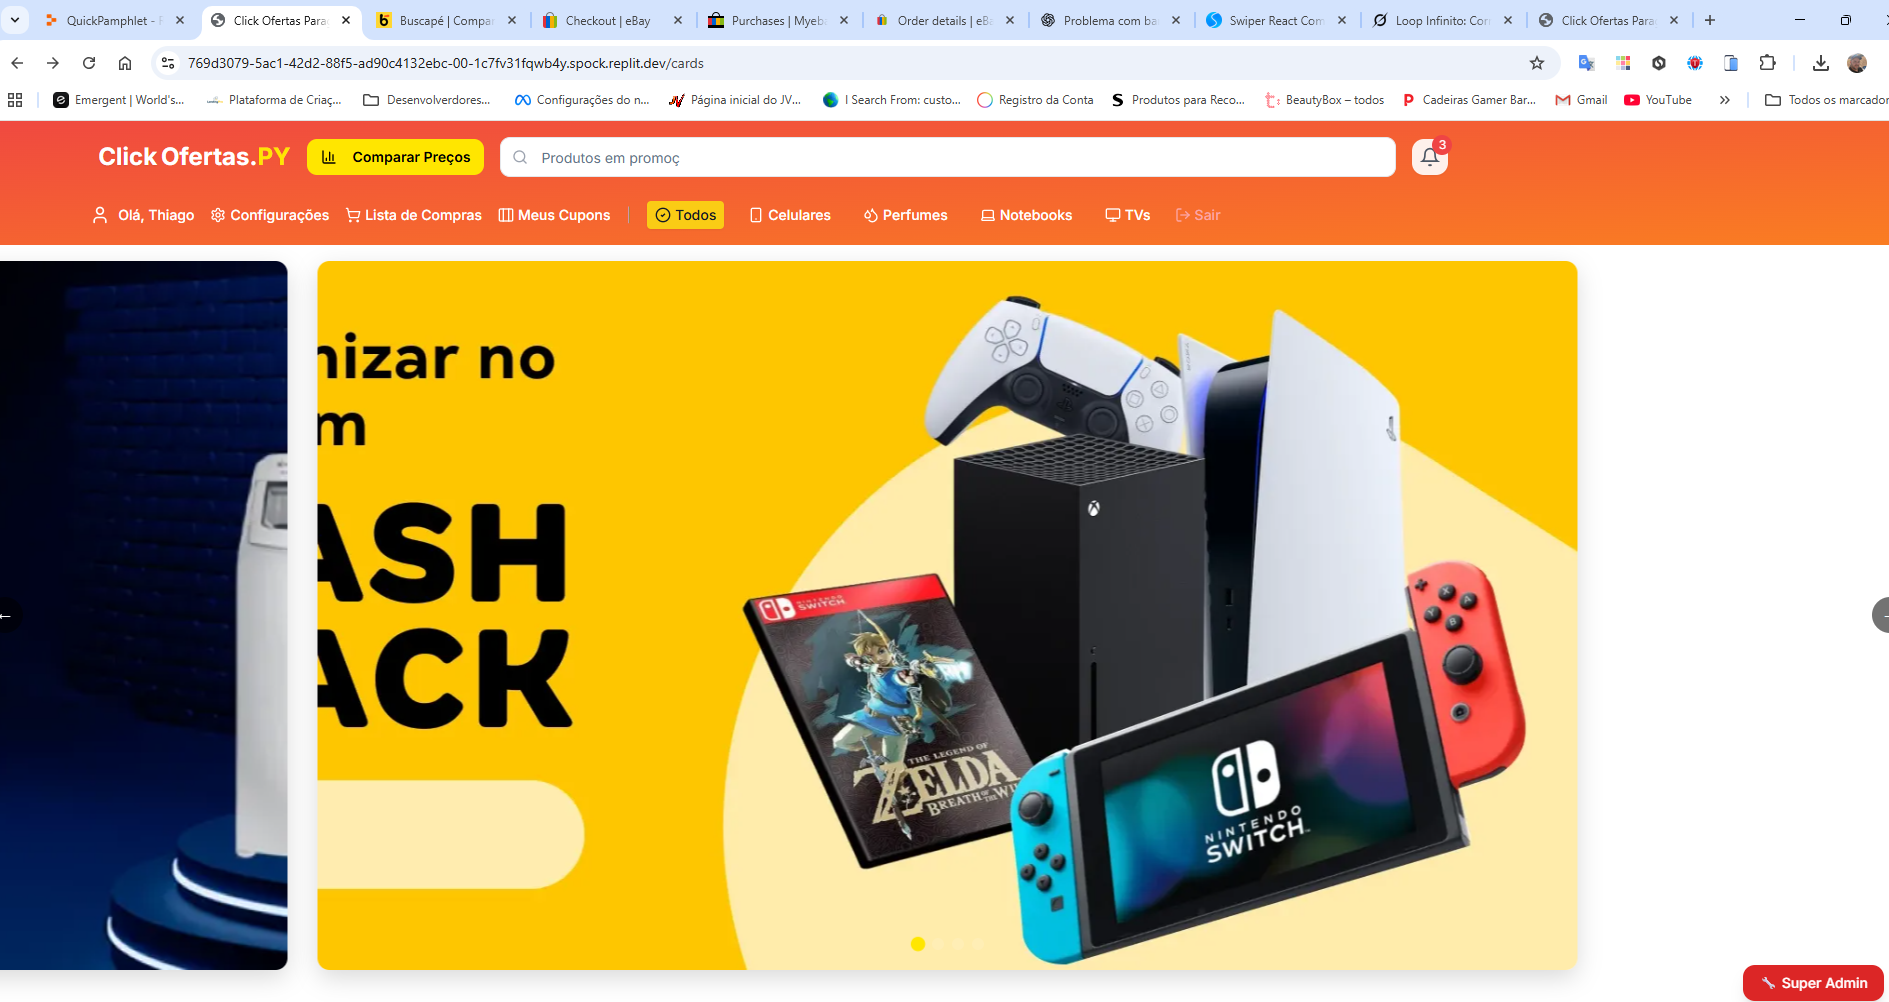 QuickPamphlet -
Click Ofertas Para
Buscapé | Compar
Checkout | eBay
Purchases | Myeba
Order details | eBa
Problema com ba
Swiper React Com
Loop Infinito: Corr
Click Ofertas Para
769d3079-5ac1-42d2-88f5-ad90c4132ebc-00-1c7fv31fqwb4y.spock.replit.dev/cards
Emergent | World's...
Plataforma de Criaç...
Desenvolverdores...
Configurações do n...
Página inicial do JV...
I Search From: custo...
Registro da Conta
Produtos para Reco...
BeautyBox – todos
Cadeiras Gamer Bar...
Gmail
YouTube
Todos os marcador
Click Ofertas.PY
Comparar Preços
Produtos em promoç
3
Olá, Thiago
Configurações
Lista de Compras
Meus Cupons
Todos
Celulares
Perfumes
Notebooks
TVs
Sair
nizar no
m
ASH
ACK
NINTENDO
SWITCH
THE LEGEND OF
ZELDA
BREATH OF THE WI
NINTENDO
SWITCH
Super Admin